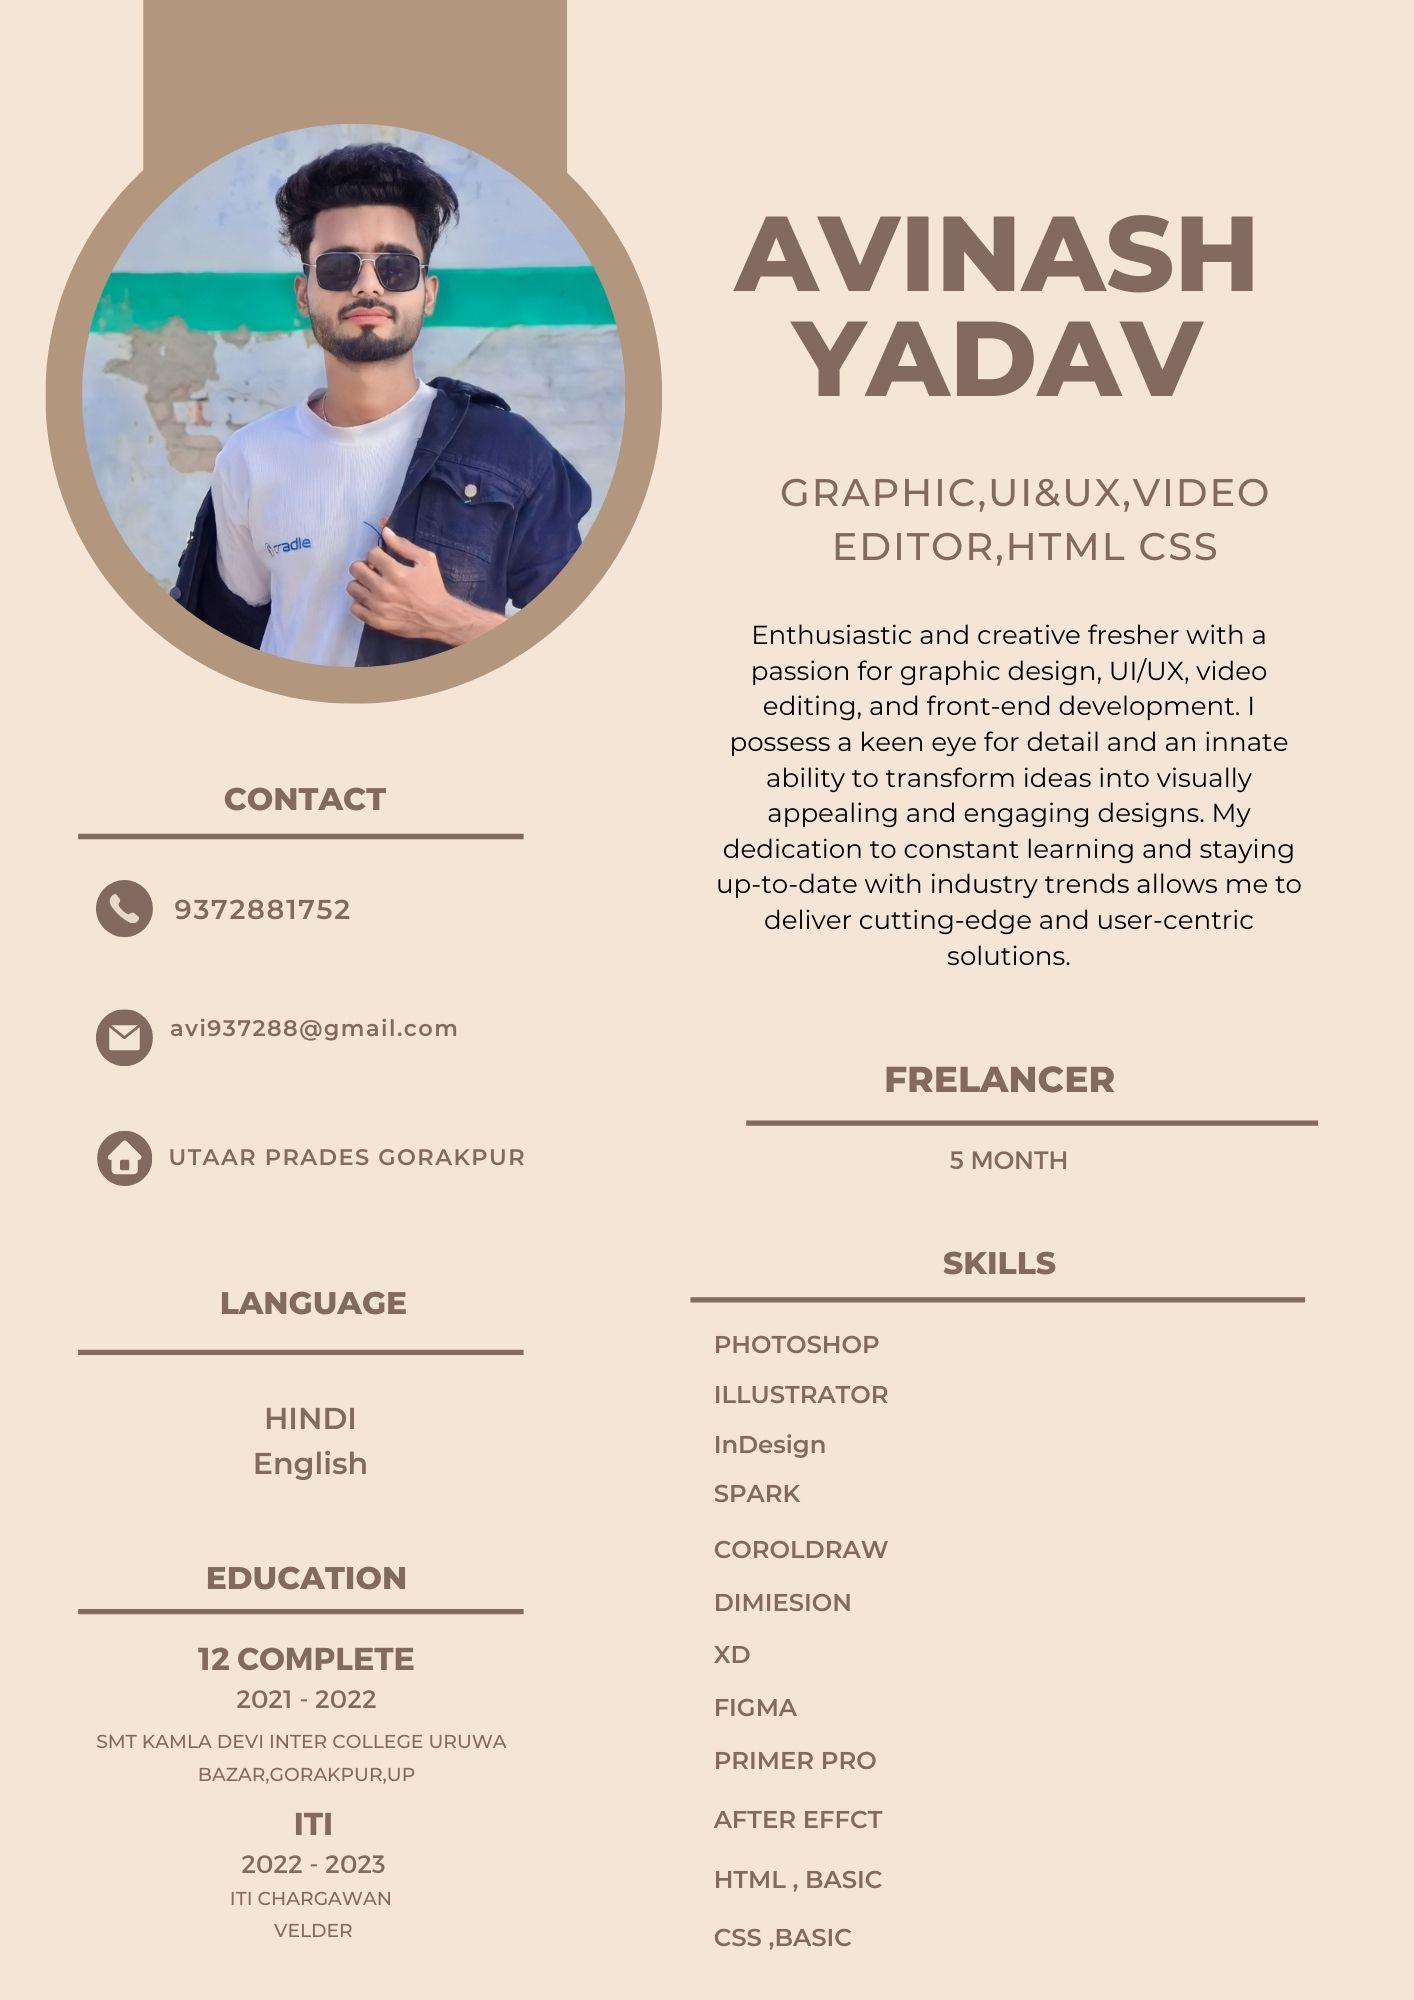 AVINASH
YADAV
GRAPHIC,UI&UX,VIDEO
EDITOR,HTML CSS
Enthusiastic and creative fresher with a
passion for graphic design, UI/UX, video
editing, and front-end development. I
possess a keen eye for detail and an innate
ability to transform ideas into visually
appealing and engaging designs. My
dedication to constant learning and staying
up-to-date with industry trends allows me to
deliver cutting-edge and user-centric
solutions.
CONTACT
9372881752
avi937288@gmail.com
UTAAR PRADES GORAKPUR
LANGUAGE
HINDI
English
EDUCATION
12 COMPLETE
2021 - 2022
SMT KAMLA DEVI INTER COLLEGE URUWA
BAZAR,GORAKPUR,UP
ITI
2022 - 2023
ITI CHARGAWAN
VELDER
FRELANCER
5 MONTH
SKILLS
PHOTOSHOP
ILLUSTRATOR
InDesign
SPARK
COROLDRAW
DIMIESION
XD
FIGMA
PRIMER PRO
AFTER EFFCT
HTML , BASIC
CSS ,BASIC